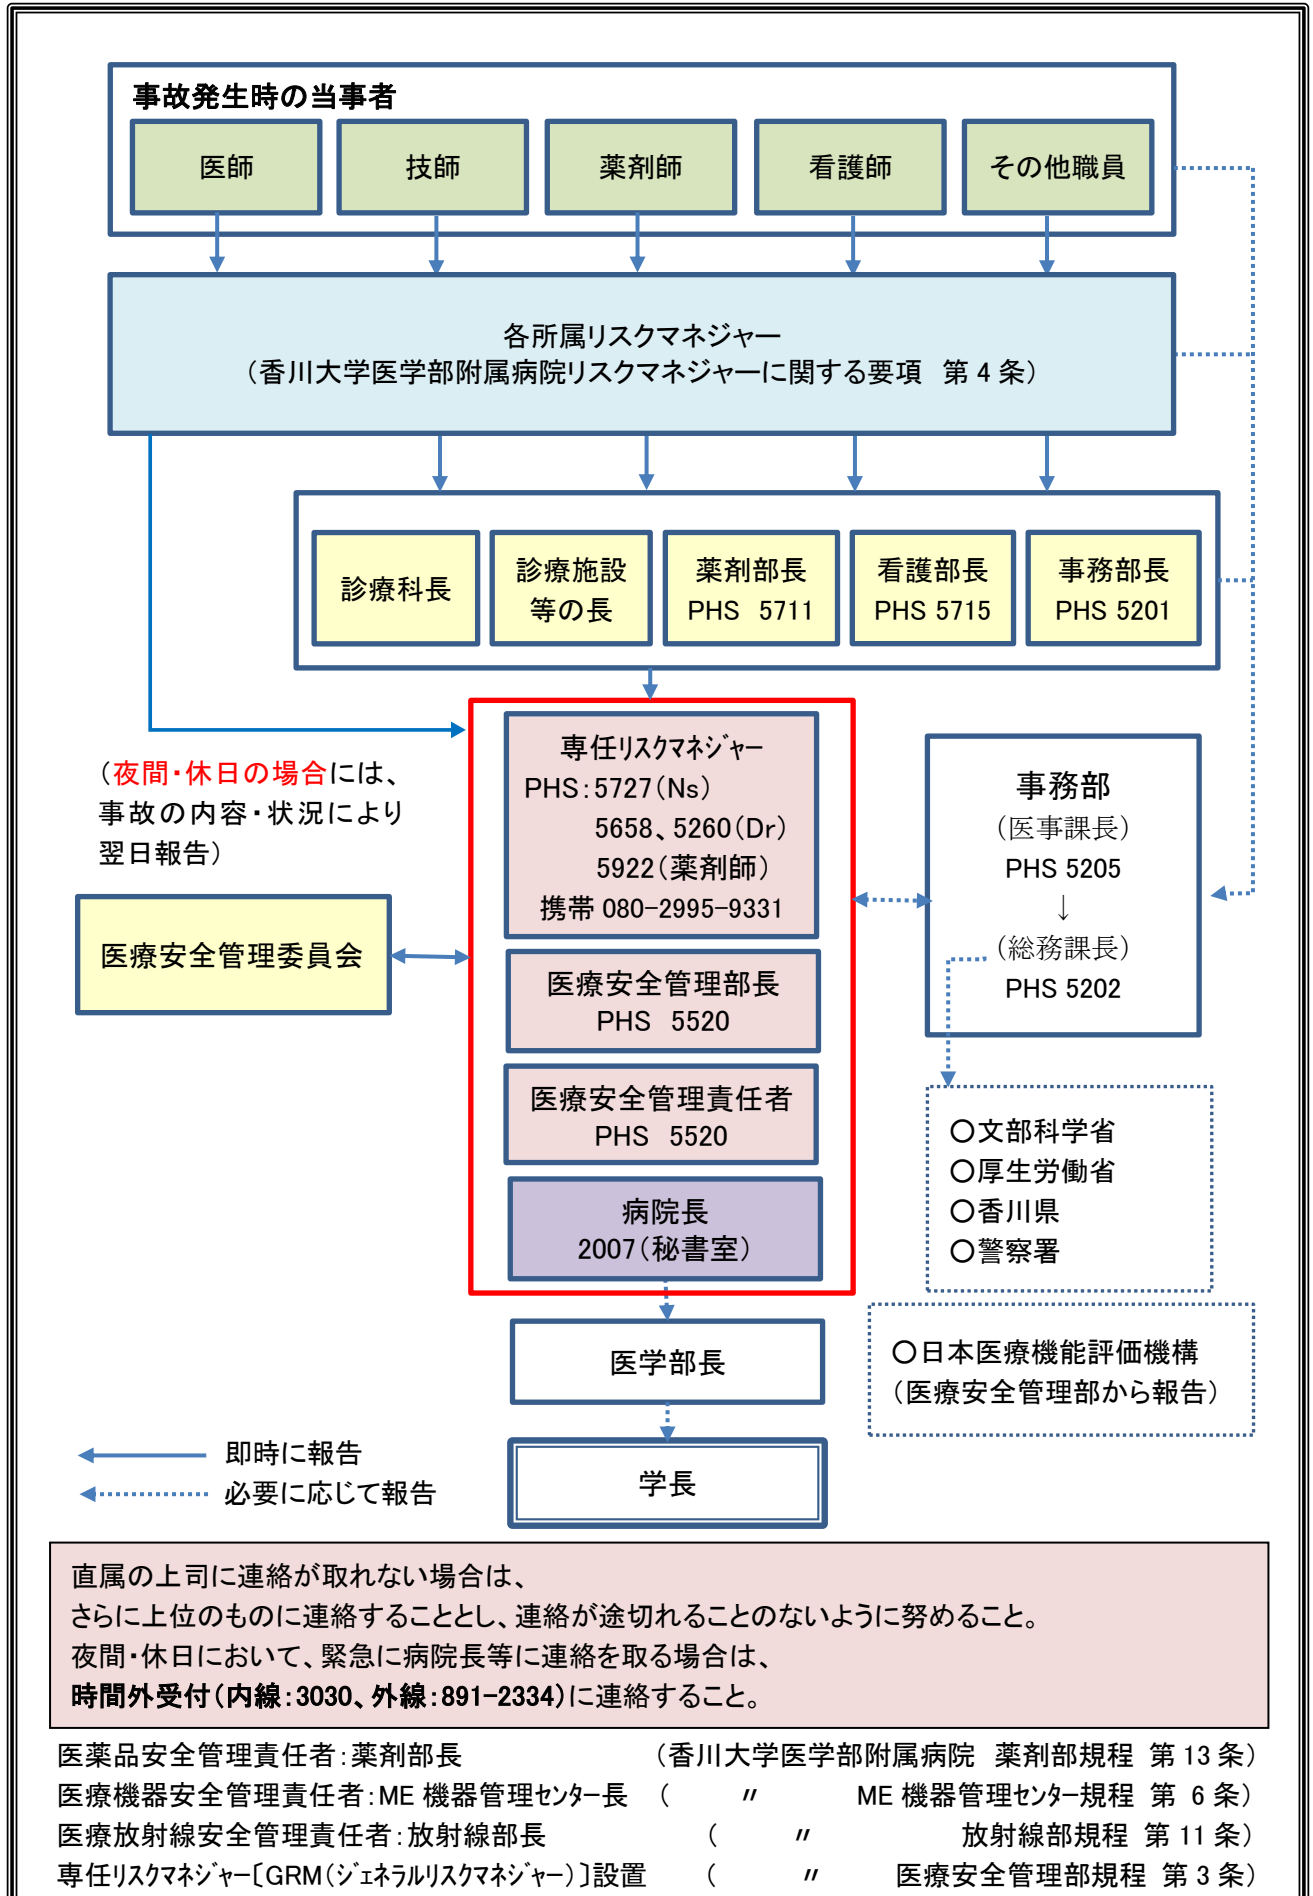 事故発生時の当事者
医師
技師
薬剤師
看護師
その他職員
各所属リスクマネジャー
（香川大学医学部附属病院リスクマネジャーに関する要項 第4条）
診療科長
診療施設
等の長
薬剤部長
PHS 5711
看護部長
PHS 5715
事務部長
PHS 5201
（夜間・休日の場合には、
事故の内容・状況により
翌日報告）
専任ﾘｽｸﾏﾈｼﾞｬｰ
PHS：5727（Ns）
5658、5260（Dr）
5922（薬剤師）
携帯 080-2995-9331
事務部
（医事課長）
PHS 5205
↓
（総務課長）
PHS 5202
医療安全管理委員会
医療安全管理部長
PHS 5520
医療安全管理責任者
PHS 5520
病院長
2007（秘書室）
○文部科学省
○厚生労働省
○香川県
○警察署
医学部長
○日本医療機能評価機構
（医療安全管理部から報告）
学長
即時に報告
必要に応じて報告
直属の上司に連絡が取れない場合は、
さらに上位のものに連絡することとし、連絡が途切れることのないように努めること。
夜間・休日において、緊急に病院長等に連絡を取る場合は、
時間外受付（内線：3030、外線：891-2334）に連絡すること。
医薬品安全管理責任者：薬剤部長 （香川大学医学部附属病院 薬剤部規程 第13条）
医療機器安全管理責任者：ME機器管理ｾﾝﾀｰ長 （ 〃 ME機器管理ｾﾝﾀｰ規程 第 6条）
医療放射線安全管理責任者：放射線部長 （ 〃 放射線部規程 第11条）
専任ﾘｽｸﾏﾈｼﾞｬｰ〔GRM（ｼﾞｪﾈﾗﾙﾘｽｸﾏﾈｼﾞｬｰ）〕設置 （ 〃 医療安全管理部規程 第3条）